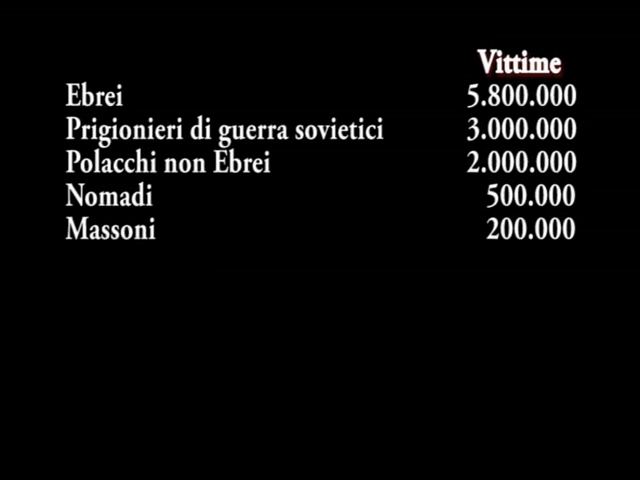 Vittime
Ebrei 5.800.000
Prigionieri di guerra sovietici 3.000.000
Polacchi non Ebrei 2.000.000
Nomadi 500.000
Massoni 200.000